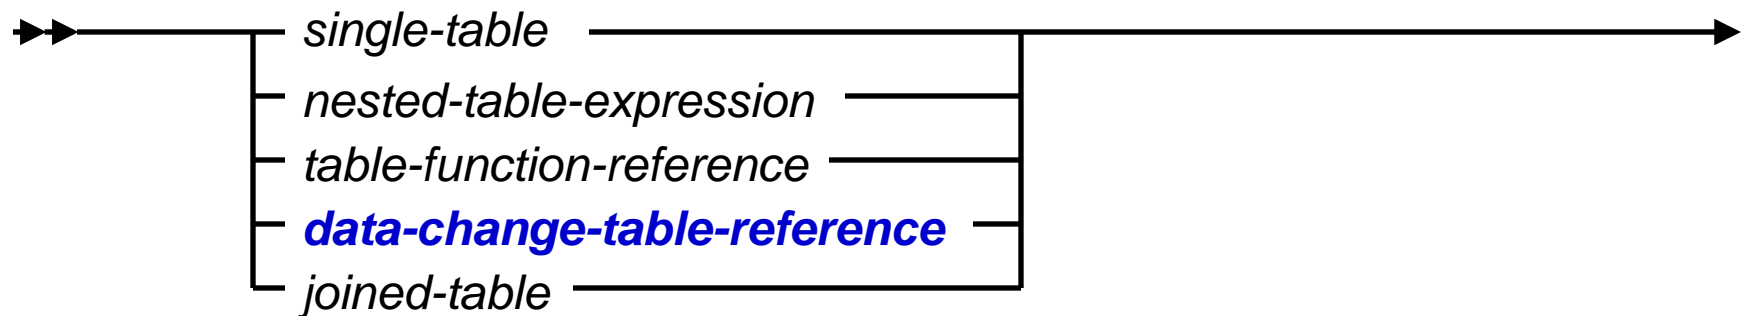 single-table
nested-table-expression
table-function-reference
data-change-table-reference
joined-table